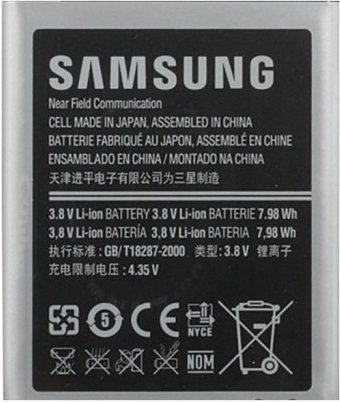 SAMSUNG
Near Field Communication
CELL MADE IN JAPAN, ASSEMBLED IN CHINA
BATTERIE FABRIQUÉ AU JAPON, ASSEMBLÉ EN CHINE
ENSAMBLADO EN CHINA / MONTADO NA CHINA
天津进平电子有限公司为三星制造
3.8 V Li-ion BATTERY 3.8 V Li-ion BATTERIE 7.98 Wh
3,8 V Li-ion BATERÍA 3,8 V Li-ion BATERIA 7,98 Wh
执行标准: GB/T18287-2000 类型: 3.8 V 锂离子
充电限制电压: 4.35 V
5 CE NYCE
NOM